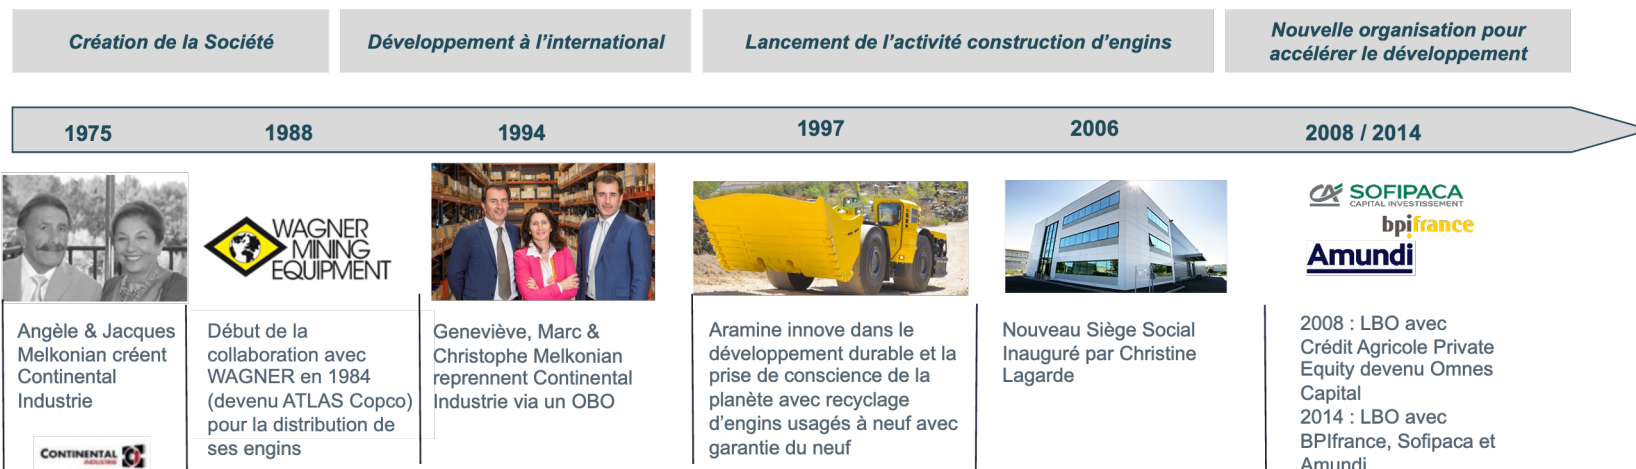 Création de la Société
Développement à l’international
Lancement de l’activité construction d’engins
Nouvelle organisation pour
accélérer le développement
1975
1988
1994
1997
2006
2008 / 2014
WAGNER
MINING
EQUIPMENT
CA SOFIPACA
CAPITAL INVESTISSEMENT
bpifrance
Amundi
Angèle & Jacques
Melkonian créent
Continental
Industrie
CONTINENTAL
INDUSTRIE
Début de la
collaboration avec
WAGNER en 1984
(devenu ATLAS Copco)
pour la distribution de
ses engins
Geneviève, Marc &
Christophe Melkonian
reprennent Continental
Industrie via un OBO
Aramine innove dans le
développement durable et la
prise de conscience de la
planète avec recyclage
d’engins usagés à neuf avec
garantie du neuf
Nouveau Siège Social
Inauguré par Christine
Lagarde
2008 : LBO avec
Crédit Agricole Private
Equity devenu Omnes
Capital
2014 : LBO avec
BPIfrance, Sofipaca et
Amundi